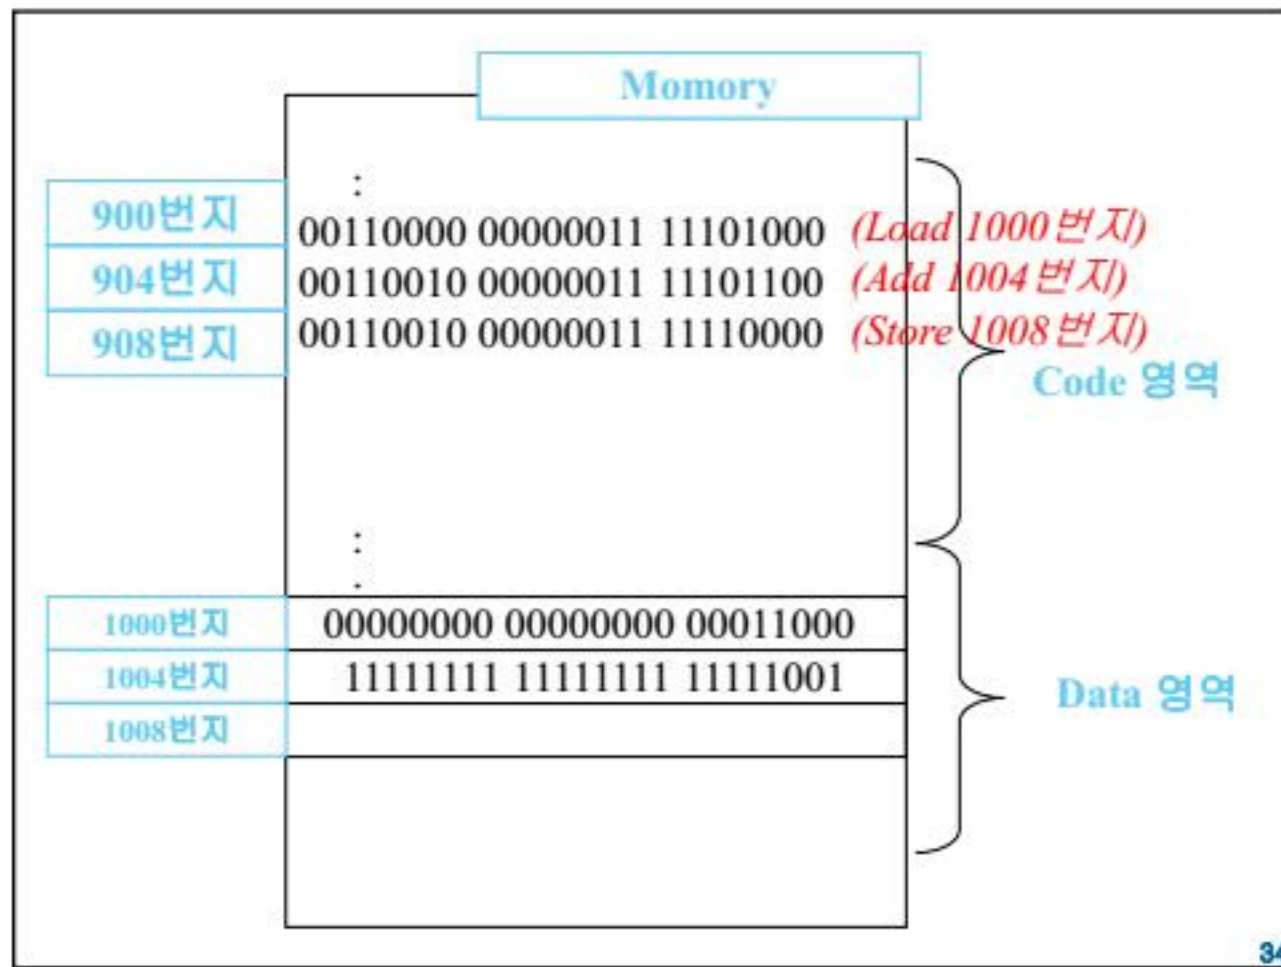 Momory
:
900번지
00110000 00000011 11101000 (Load 1000번지)
904번지
00110010 00000011 11101100 (Add 1004번지)
908번지
00110010 00000011 11110000 (Store 1008번지)
Code 영역
:
.
1000번지
00000000 00000000 00011000
1004번지
11111111 11111111 11111001
1008번지
Data 영역
34